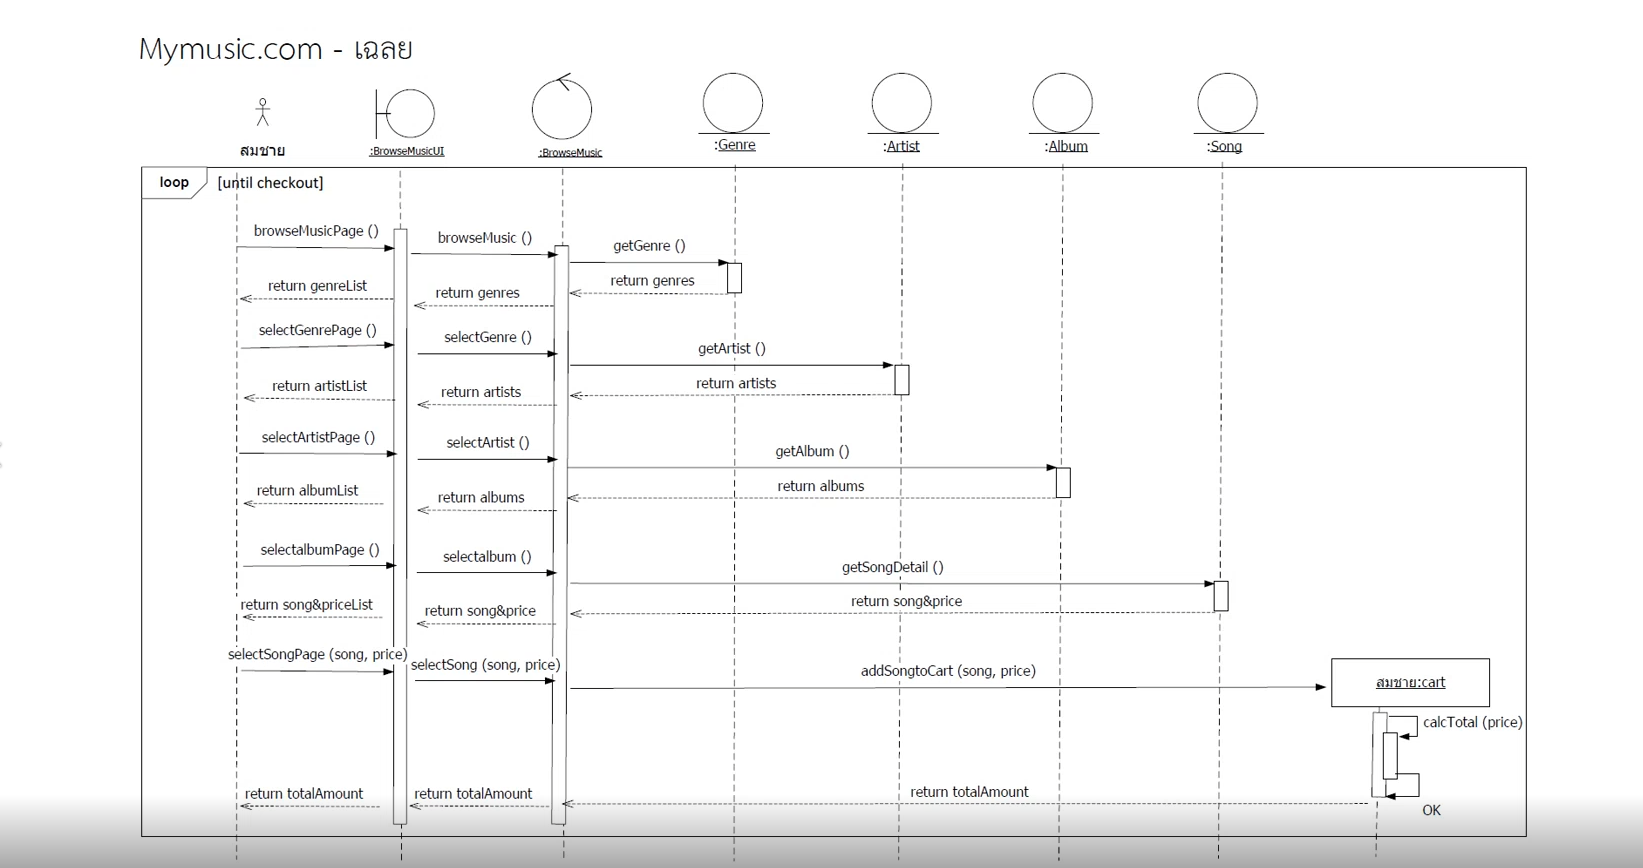 Mymusic.com - เฉลย
สมชาย
:BrowseMusicUI
:BrowseMusic
:Genre
:Artist
:Album
:Song
loop
[until checkout]
browseMusicPage ()
browseMusic ()
getGenre ()
return genreList
return genres
return genres
selectGenrePage ()
selectGenre ()
getArtist ()
return artistList
return artists
return artists
selectArtistPage ()
selectArtist ()
getAlbum ()
return albumList
return albums
return albums
selectalbumPage ()
selectalbum ()
getSongDetail ()
return song&priceList
return song&price
return song&price
selectSongPage (song, price)
selectSong (song, price)
addSongtoCart (song, price)
สมชาย:cart
calcTotal (price)
return totalAmount
return totalAmount
return totalAmount
OK